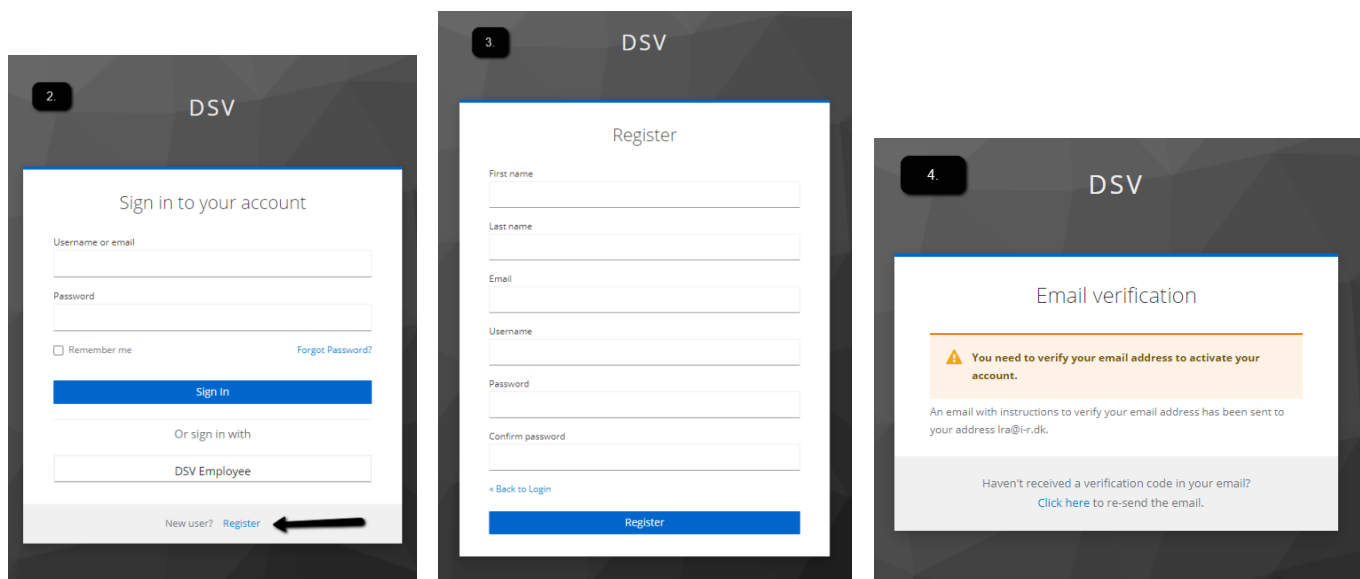 2.
DSV
Sign in to your account
Username or email
Password
Remember me
Forgot Password?
Sign In
Or sign in with
DSV Employee
New user? Register
3.
DSV
Register
First name
Last name
Email
Username
Password
Confirm password
« Back to Login
Register
4.
DSV
Email verification
You need to verify your email address to activate your
account.
An email with instructions to verify your email address has been sent to
your address lra@i-r.dk.
Haven't received a verification code in your email?
Click here to re-send the email.